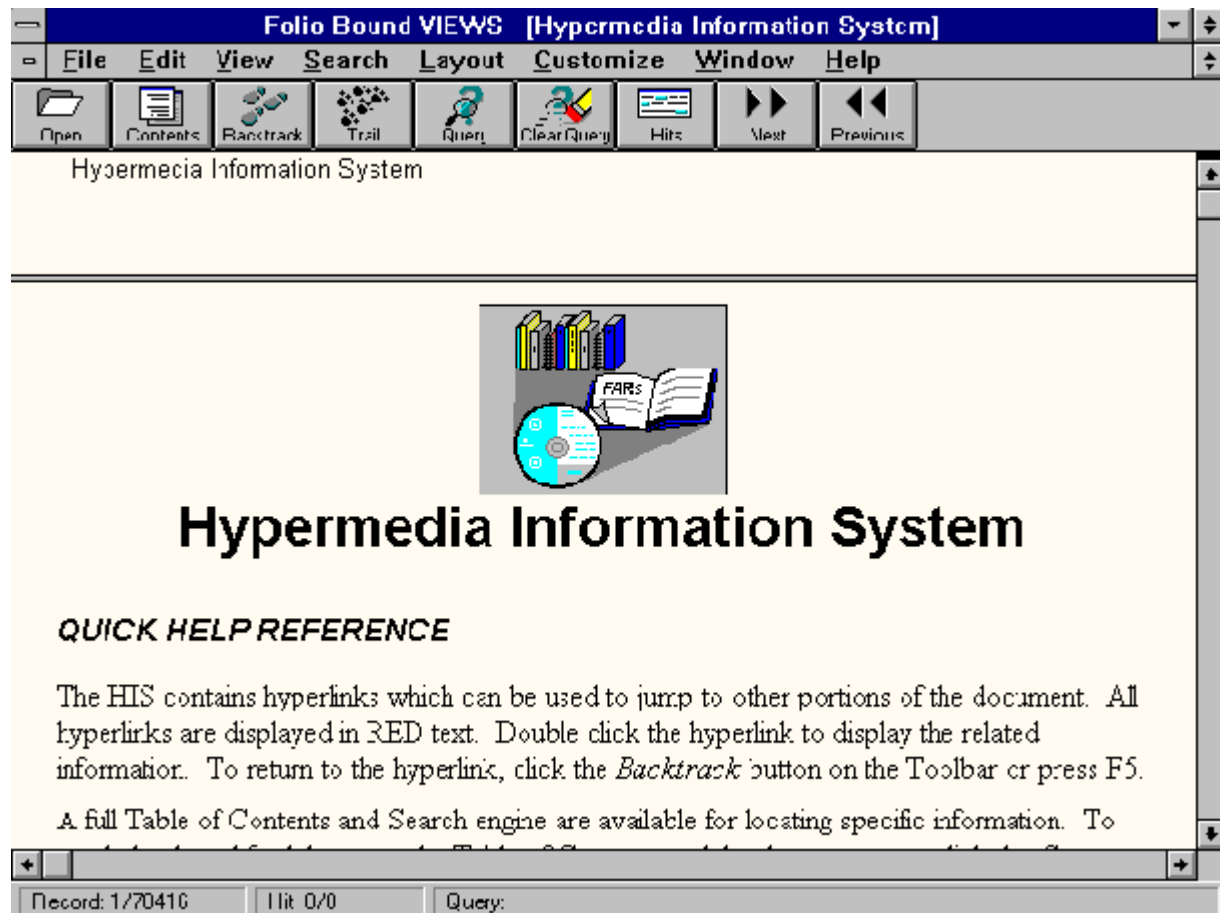 Folio Bound VIEWS [Hypermedia Information System]
File Edit View Search Layout Customize Window Help
Open Contents Backtrack Trail Query Clear Query Hits Next Previous
Hypermedia Information System
FARs
Hypermedia Information System
QUICK HELP REFERENCE
The HIS contains hyperlinks which can be used to jump to other portions of the document. All
hyperlinks are displayed in RED text. Double click the hyperlink to display the related
information. To return to the hyperlink, click the Backtrack button on the Toolbar or press F5.
A full Table of Contents and Search engine are available for locating specific information. To
Record: 1/70416 Hit 0/0 Query: